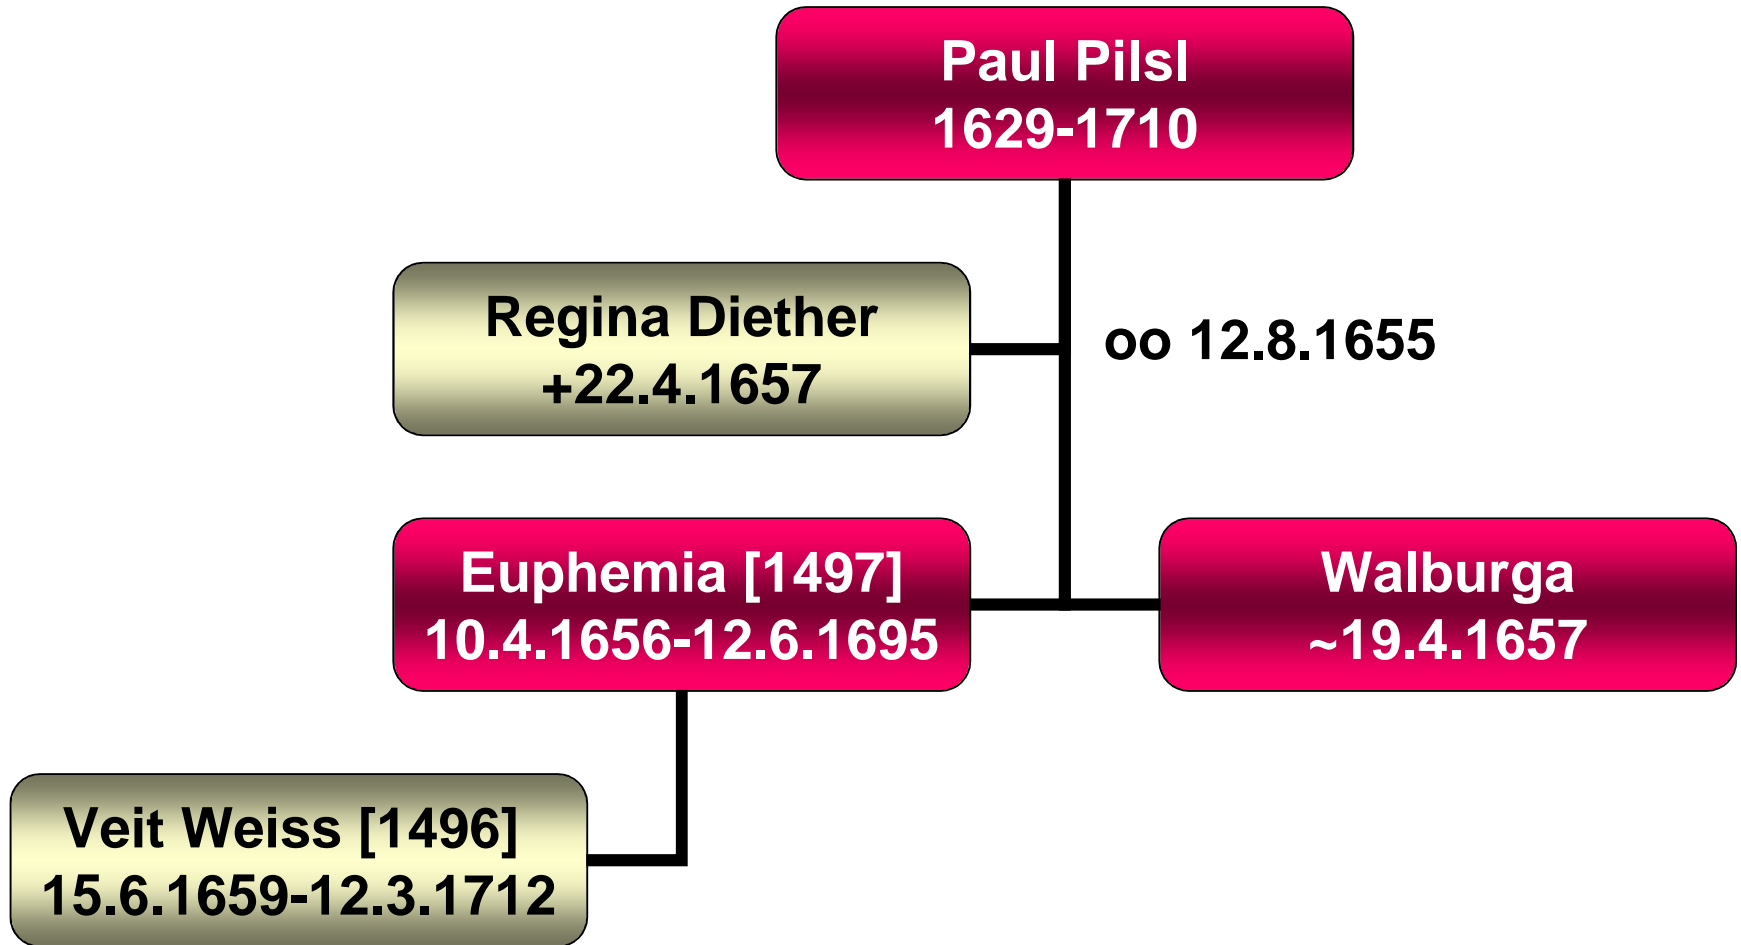 Paul Pilsl
1629-1710
Regina Diether
+22.4.1657
oo 12.8.1655
Euphemia [1497]
10.4.1656-12.6.1695
Walburga
~19.4.1657
Veit Weiss [1496]
15.6.1659-12.3.1712